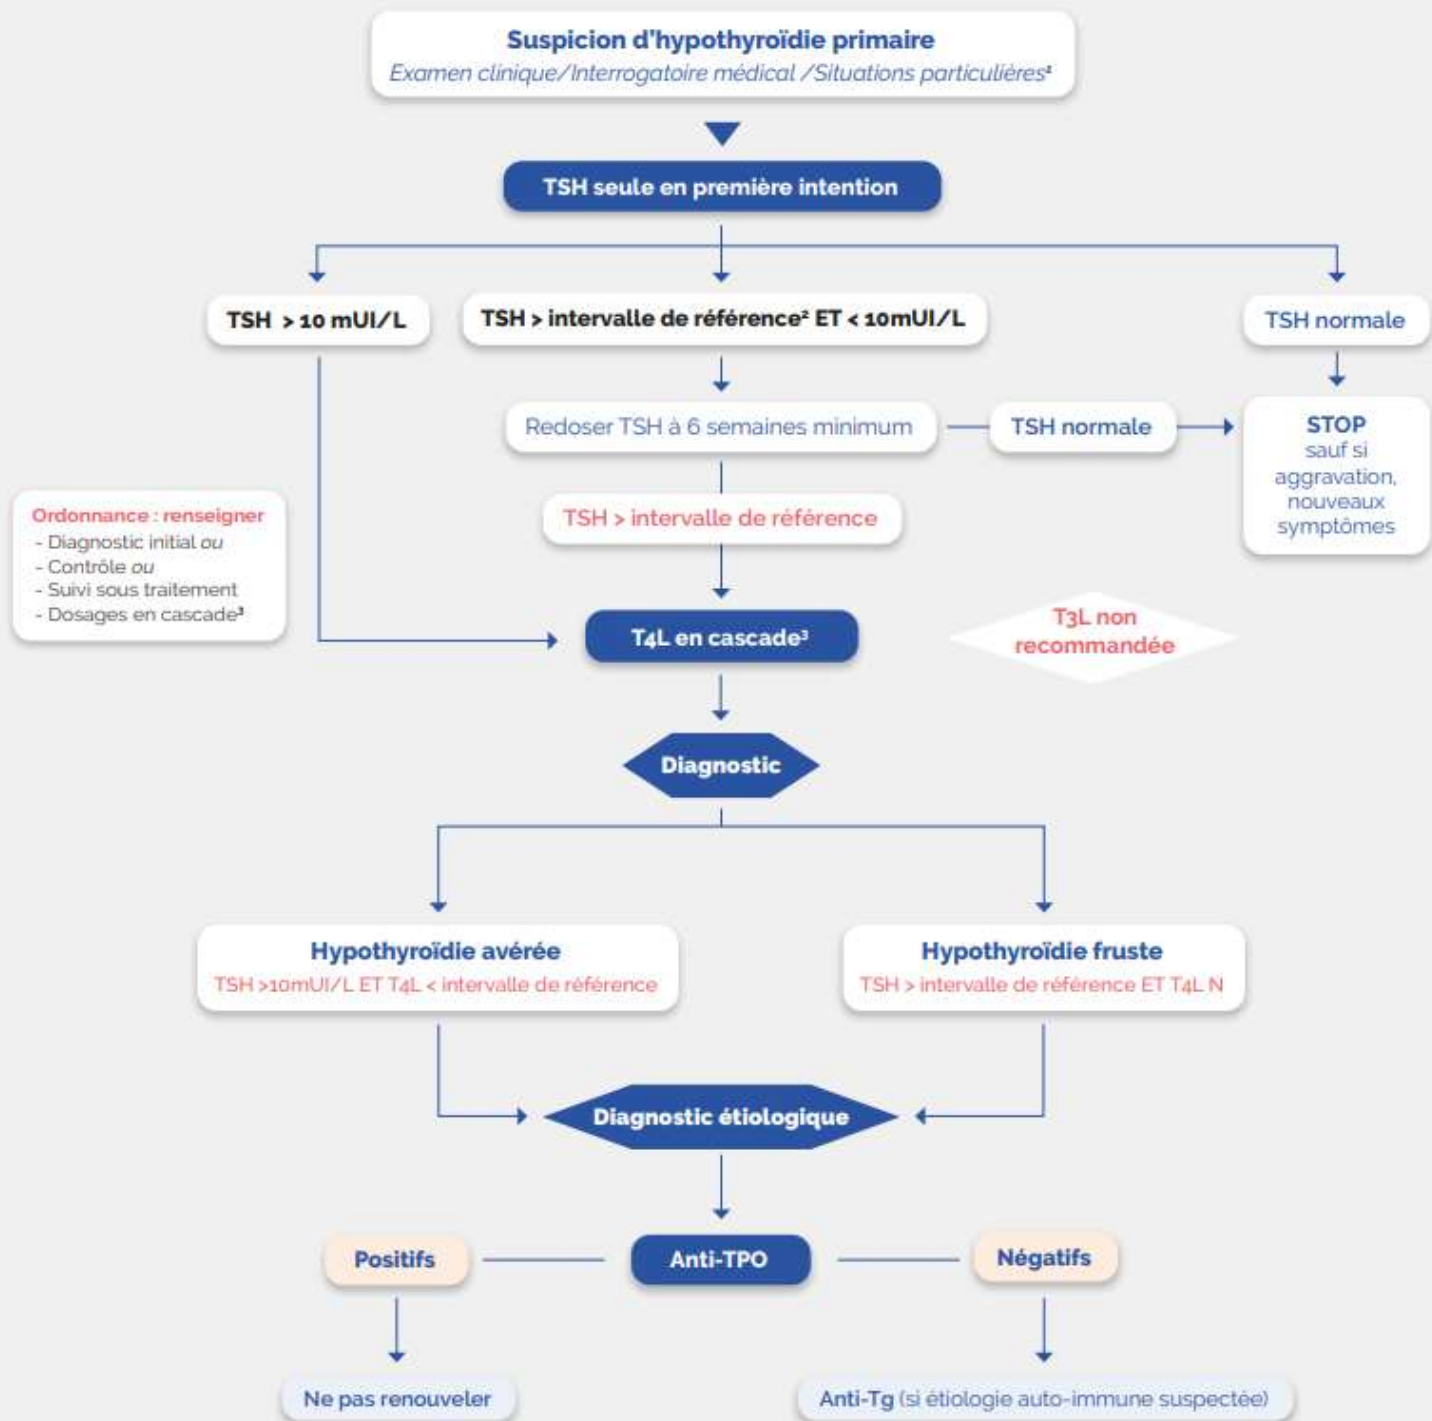 Suspicion d'hypothyroïdie primaire
Examen clinique/Interrogatoire médical /Situations particulières¹
TSH seule en première intention
TSH > 10 mUI/L
TSH > intervalle de référence² ET < 10mUI/L
TSH normale
Redoser TSH à 6 semaines minimum
TSH normale
STOP
sauf si
aggravation,
nouveaux
symptômes
TSH > intervalle de référence
Ordonnance : renseigner
- Diagnostic initial ou
- Contrôle ou
- Suivi sous traitement
- Dosages en cascade³
T4L en cascade³
T3L non
recommandée
Diagnostic
Hypothyroïdie avérée
TSH >10mUI/L ET T4L < intervalle de référence
Hypothyroïdie fruste
TSH > intervalle de référence ET T4L N
Diagnostic étiologique
Positifs
Anti-TPO
Négatifs
Ne pas renouveler
Anti-Tg (si étiologie auto-immune suspectée)